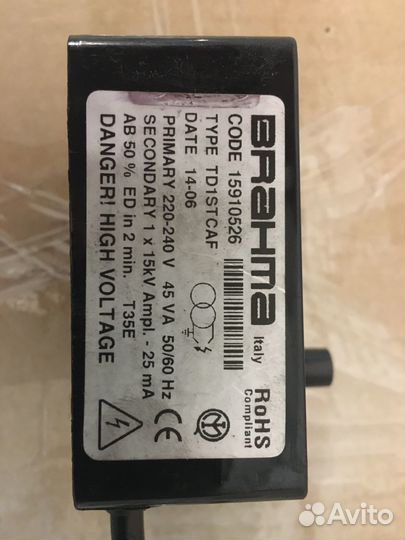 BRAHMA
Italy
RoHS
Compliant
CODE 15910526
TYPE TD1STCAF
DATE 14-06
PRIMARY 220-240 V 45 VA 50/60 Hz
SECONDARY 1 x 15kV Ampl. - 25 mA
AB 50 % ED in 2 min. T35E
DANGER! HIGH VOLTAGE
CE
Avito